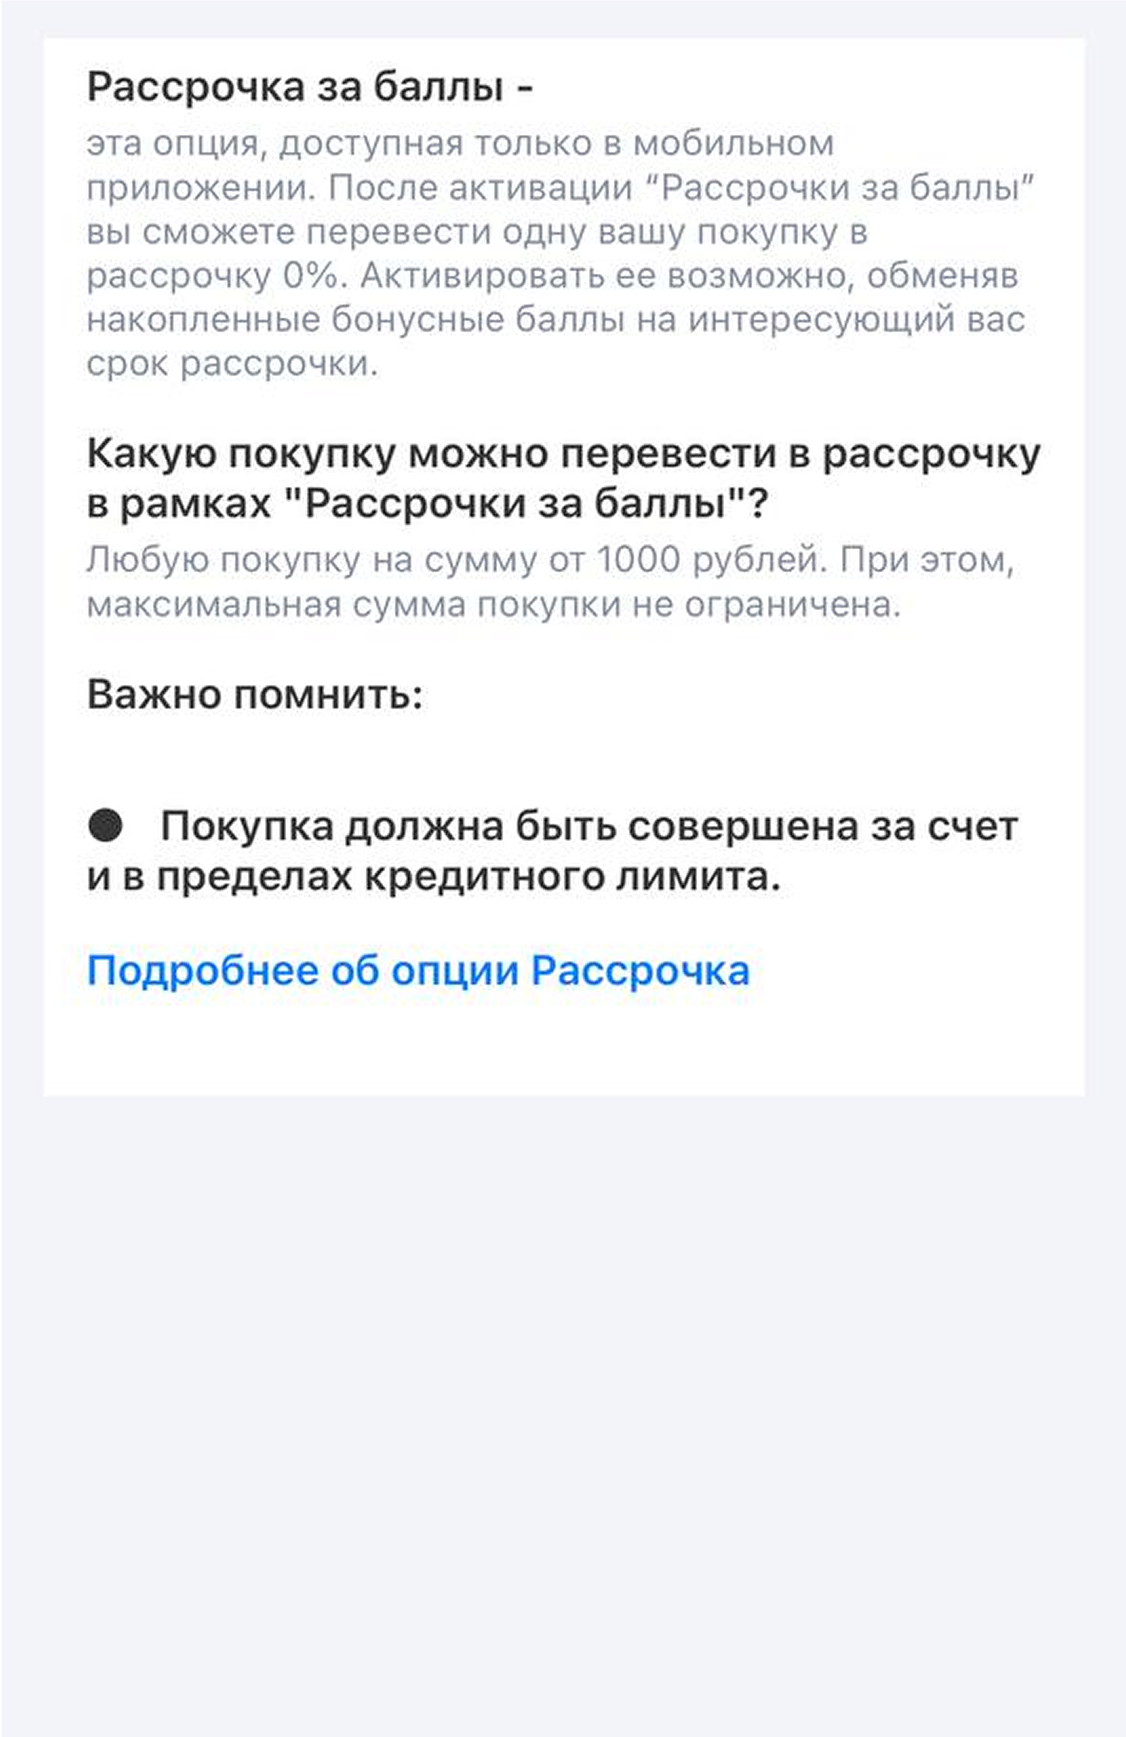 Рассрочка за баллы -
эта опция, доступная только в мобильном
приложении. После активации “Рассрочки за баллы”
вы сможете перевести одну вашу покупку в
рассрочку 0%. Активировать ее возможно, обменяв
накопленные бонусные баллы на интересующий вас
срок рассрочки.
Какую покупку можно перевести в рассрочку
в рамках "Рассрочки за баллы"?
Любую покупку на сумму от 1000 рублей. При этом,
максимальная сумма покупки не ограничена.
Важно помнить:
● Покупка должна быть совершена за счет
и в пределах кредитного лимита.
Подробнее об опции Рассрочка